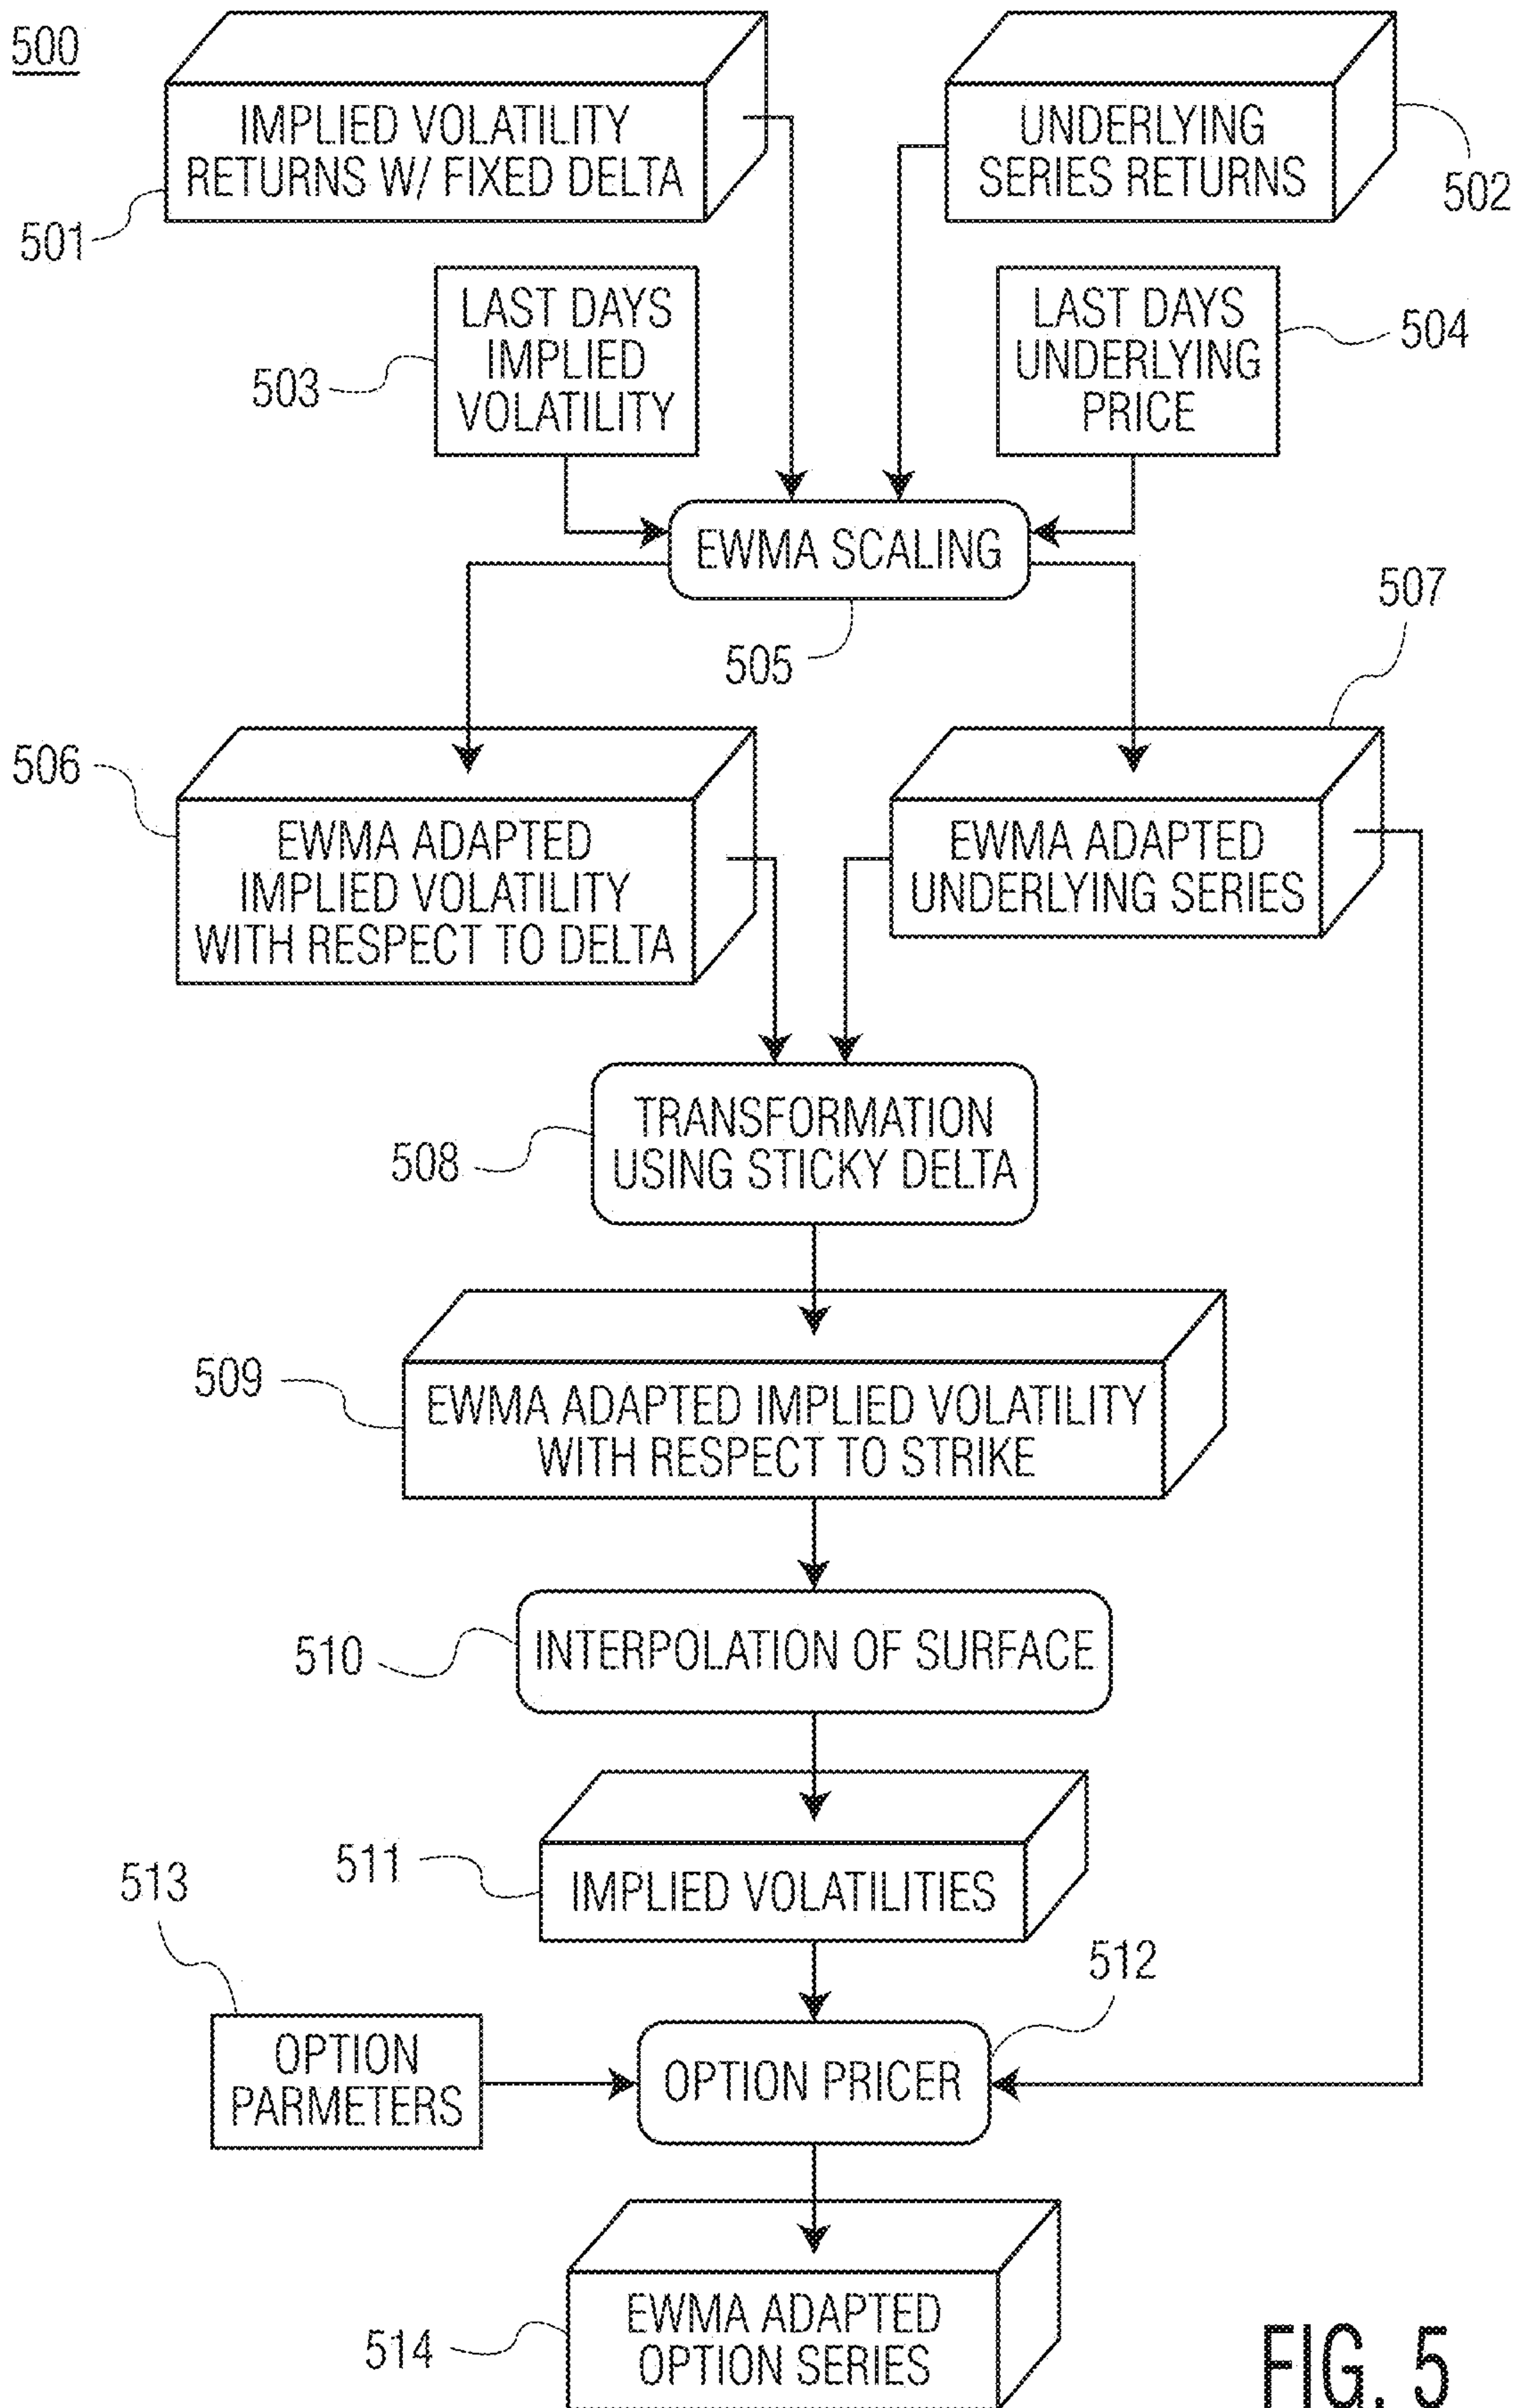 500
IMPLIED VOLATILITY
RETURNS W/ FIXED DELTA
501
UNDERLYING
SERIES RETURNS
502
LAST DAYS
IMPLIED
VOLATILITY
503
LAST DAYS
UNDERLYING
PRICE
504
EWMA SCALING
505
507
506
EWMA ADAPTED
IMPLIED VOLATILITY
WITH RESPECT TO DELTA
EWMA ADAPTED
UNDERLYING SERIES
TRANSFORMATION
USING STICKY DELTA
508
509
EWMA ADAPTED IMPLIED VOLATILITY
WITH RESPECT TO STRIKE
510
INTERPOLATION OF SURFACE
511
IMPLIED VOLATILITIES
513
512
OPTION
PARMETERS
OPTION PRICER
514
EWMA ADAPTED
OPTION SERIES
FIG. 5